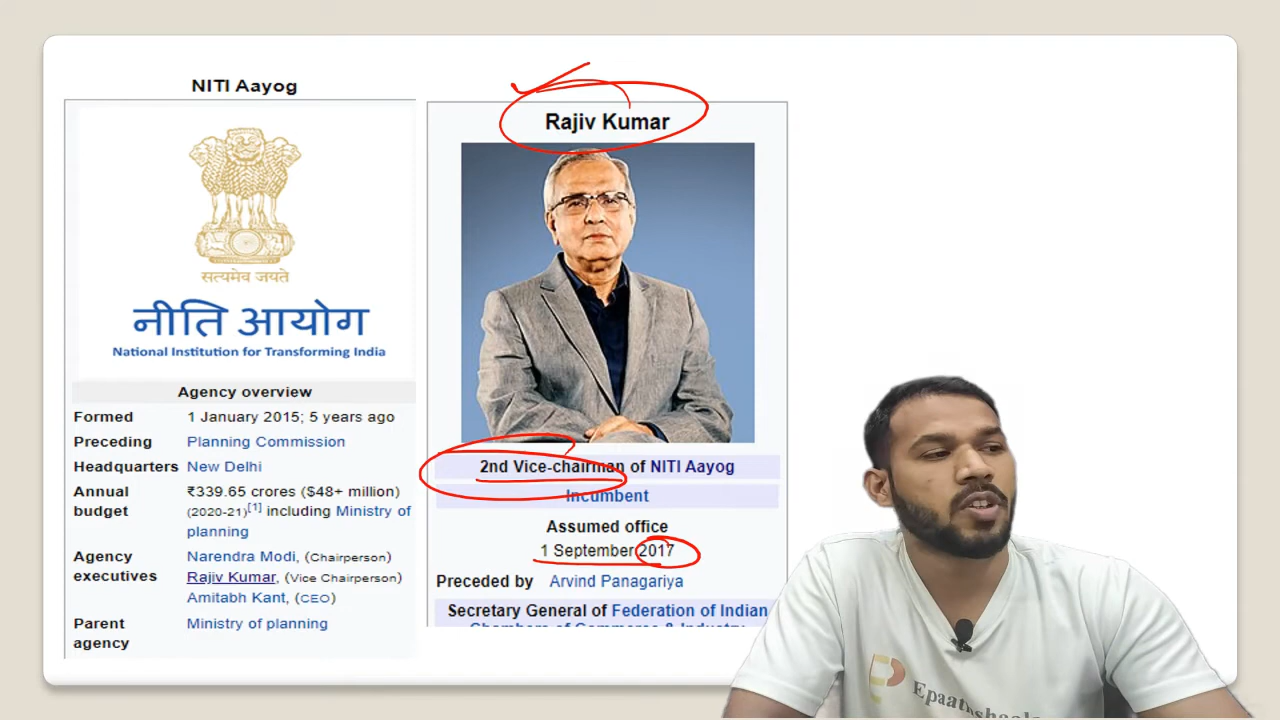 NITI Aayog
सत्यमेव जयते
नीति आयोग
National Institution for Transforming India
Agency overview
Formed 1 January 2015; 5 years ago
Preceding Planning Commission
Headquarters New Delhi
Annual budget ₹339.65 crores ($48+ million)
(2020-21)[1] including Ministry of
planning
Agency executives Narendra Modi, (Chairperson)
Rajiv Kumar, (Vice Chairperson)
Amitabh Kant, (CEO)
Parent agency Ministry of planning
Rajiv Kumar
2nd Vice-chairman of NITI Aayog
Incumbent
Assumed office
1 September 2017
Preceded by Arvind Panagariya
Secretary General of Federation of Indian
Chambers of Commerce & Industry